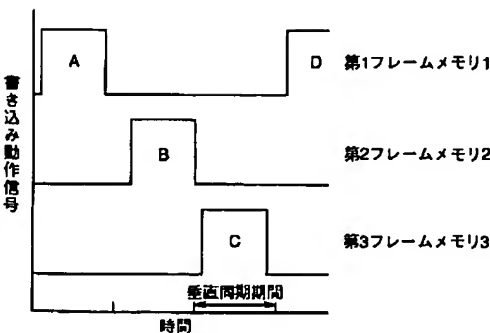 A
D
第1フレームメモリ1
書き込み動作信号
B
第2フレームメモリ2
C
第3フレームメモリ3
垂直同期期間
時間